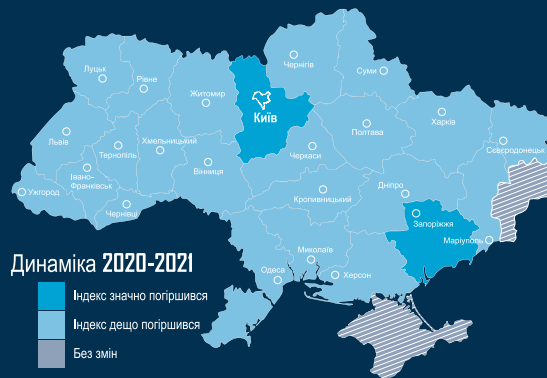 Луцьк
Рівне
Житомир
Чернігів
Суми
Київ
Львів
Тернопіль
Хмельницький
Вінниця
Черкаси
Полтава
Харків
Сєвєродонецьк
Івано-
Франківськ
Ужгород
Чернівці
Кропивницький
Дніпро
Запоріжжя
Маріуполь
Миколаїв
Одеса
Херсон
Динаміка 2020-2021
Індекс значно погіршився
Індекс дещо погіршився
Без змін